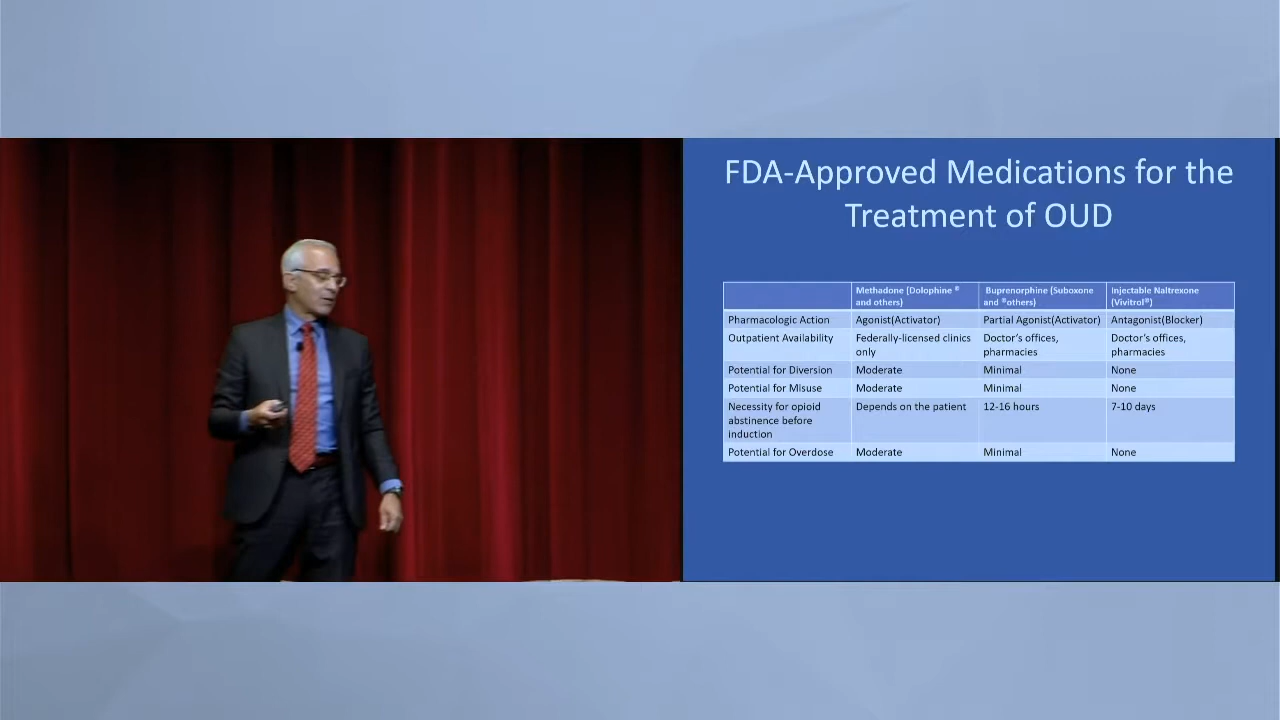 FDA-Approved Medications for the
Treatment of OUD
Methadone (Dolophine ® and others)
Buprenorphine (Suboxone and ®others)
Injectable Naltrexone (Vivitrol®)
Pharmacologic Action
Agonist(Activator)
Partial Agonist(Activator)
Antagonist(Blocker)
Outpatient Availability
Federally-licensed clinics only
Doctor's offices, pharmacies
Doctor's offices, pharmacies
Potential for Diversion
Moderate
Minimal
None
Potential for Misuse
Moderate
Minimal
None
Necessity for opioid abstinence before induction
Depends on the patient
12-16 hours
7-10 days
Potential for Overdose
Moderate
Minimal
None